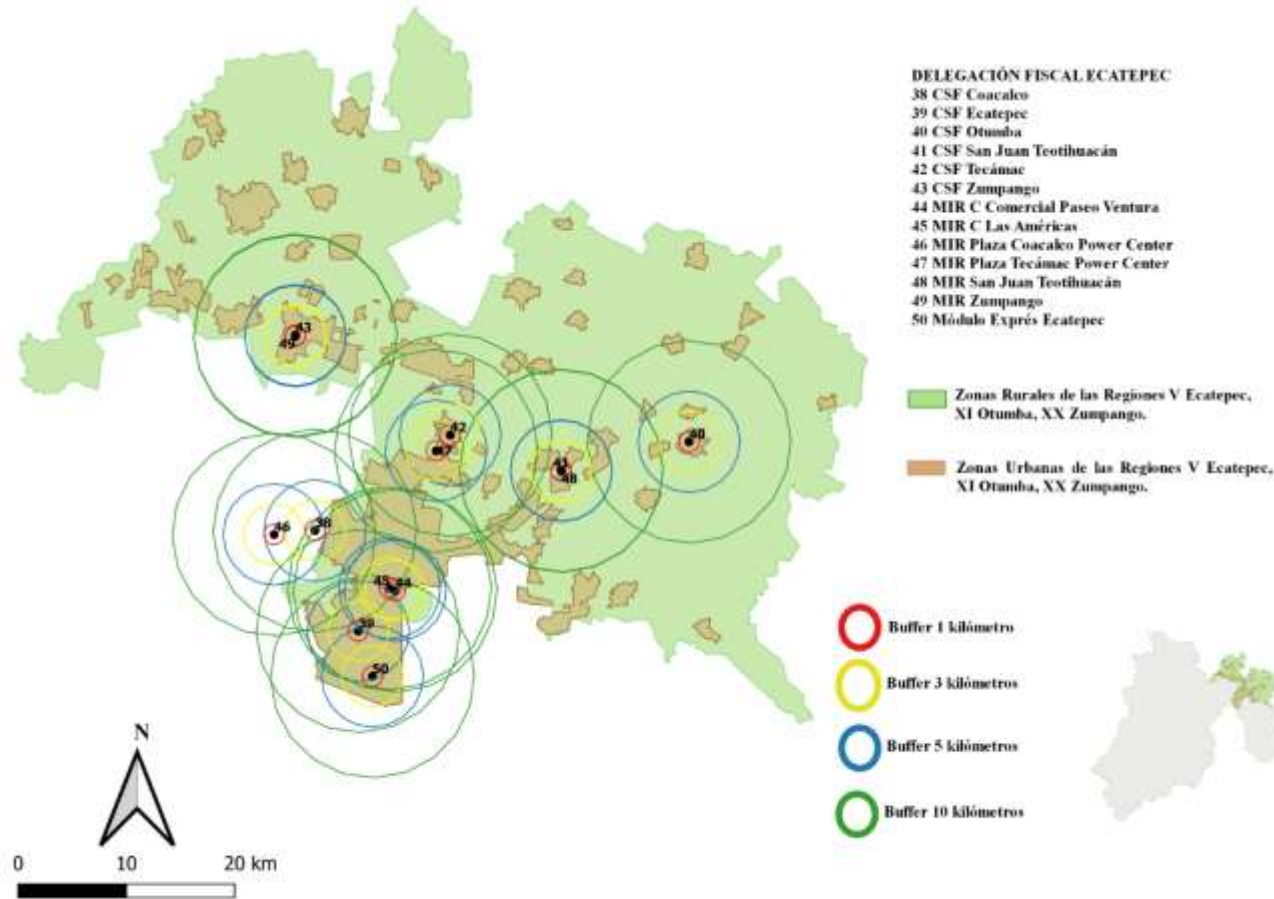 DELEGACIÓN FISCAL ECATEPEC
38 CSF Coacalco
39 CSF Ecatepec
40 CSF Otumba
41 CSF San Juan Teotihuacán
42 CSF Tecámac
43 CSF Zumpango
44 MIR C Comercial Paseo Ventura
45 MIR C Las Américas
46 MIR Plaza Coacalco Power Center
47 MIR Plaza Tecámac Power Center
48 MIR San Juan Teotihuacán
49 MIR Zumpango
50 Módulo Exprés Ecatepec
Zonas Rurales de las Regiones V Ecatepec,
XI Otumba, XX Zumpango.
Zonas Urbanas de las Regiones V Ecatepec,
XI Otumba, XX Zumpango.
43
49
42
47
41
48
40
46
38
45
44
39
50
Buffer 1 kilómetro
Buffer 3 kilómetros
Buffer 5 kilómetros
Buffer 10 kilómetros
N
0 10 20 km